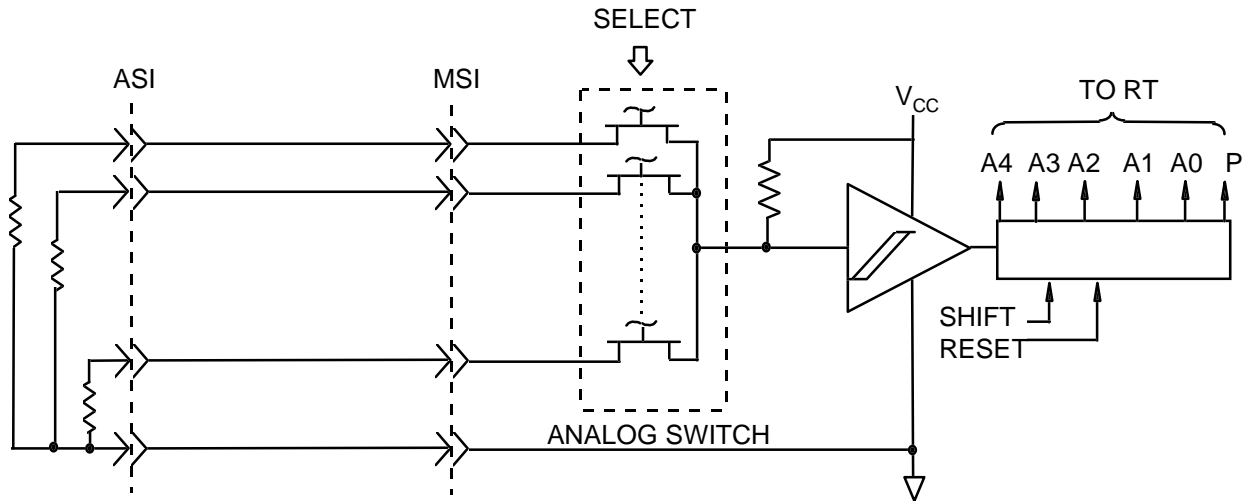 SELECT
ASI
MSI
VCC
TO RT
A4 A3 A2 A1 A0 P
SHIFT
RESET
ANALOG SWITCH